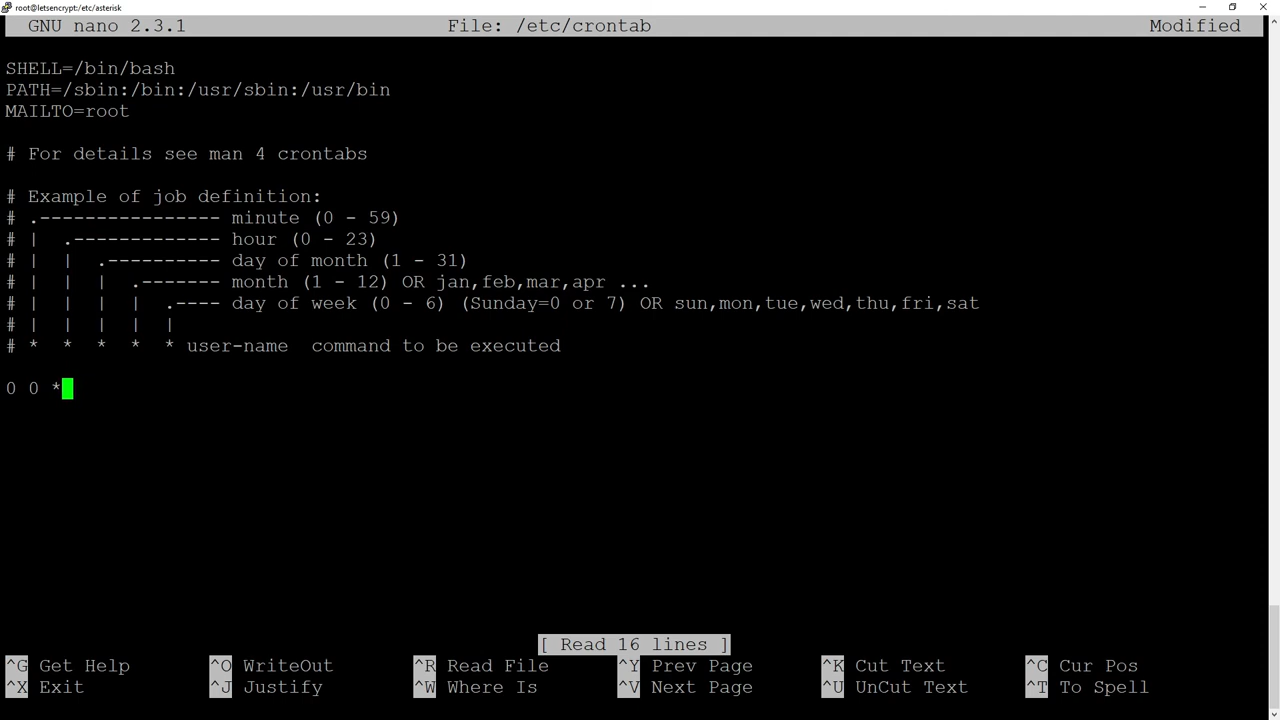 root@letsencrypt:/etc/asterisk
GNU nano 2.3.1 File: /etc/crontab Modified
SHELL=/bin/bash
PATH=/sbin:/bin:/usr/sbin:/usr/bin
MAILTO=root
# For details see man 4 crontabs
# Example of job definition:
# .---------------- minute (0 - 59)
# | .------------- hour (0 - 23)
# | | .---------- day of month (1 - 31)
# | | | .------- month (1 - 12) OR jan,feb,mar,apr ...
# | | | | .---- day of week (0 - 6) (Sunday=0 or 7) OR sun,mon,tue,wed,thu,fri,sat
# | | | | |
# * * * * * user-name command to be executed
0 0 *
[ Read 16 lines ]
^G Get Help ^O WriteOut ^R Read File ^Y Prev Page ^K Cut Text ^C Cur Pos
^X Exit ^J Justify ^W Where Is ^V Next Page ^U UnCut Text ^T To Spell